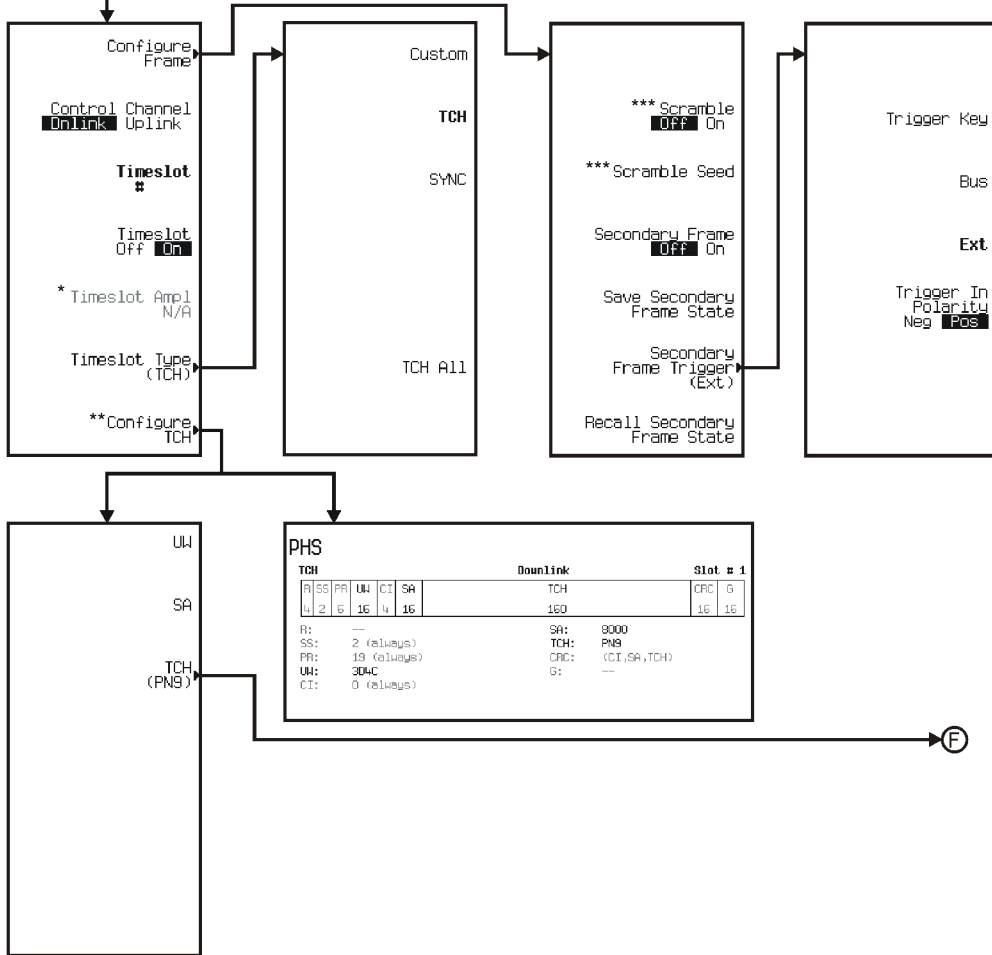 Configure
Frame
Control Channel
Dnlink Uplink
Timeslot
#
Timeslot
Off On
* Timeslot Ampl
N/A
Timeslot Type
(TCH)
**Configure
TCH
Custom
TCH
SYNC
TCH All
*** Scramble
Off On
***Scramble Seed
Secondary Frame
Off On
Save Secondary
Frame State
Secondary
Frame Trigger
(Ext)
Recall Secondary
Frame State
Trigger Key
Bus
Ext
Trigger In
Polarity
Neg Pos
UW
SA
TCH
(PN9)
PHS
TCH Downlink Slot # 1
R SS PR UW CI SA TCH CRC G
4 2 6 16 4 16 160 16 16
R: -- SA: 8000
SS: 2 (always) TCH: PN9
PR: 19 (always) CRC: (CI,SA,TCH)
UW: 3D4C G: --
CI: 0 (always)
F